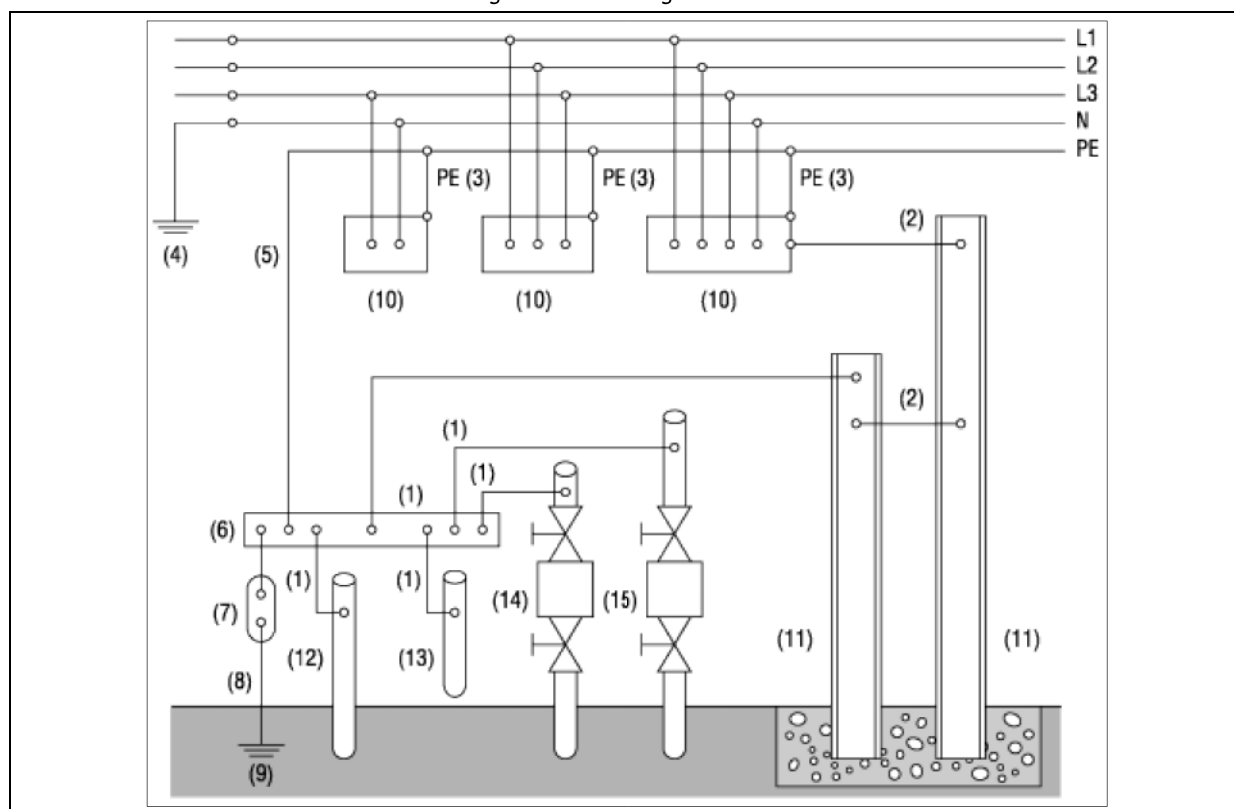 L1
L2
L3
N
PE
PE (3) PE (3) PE (3)
(4) (5) (2)
(10) (10) (10)
(2)
(1)
(1)
(1)
(6)
(1) (1) (14) (15)
(7)
(12) (13) (11) (11)
(8)
(9)